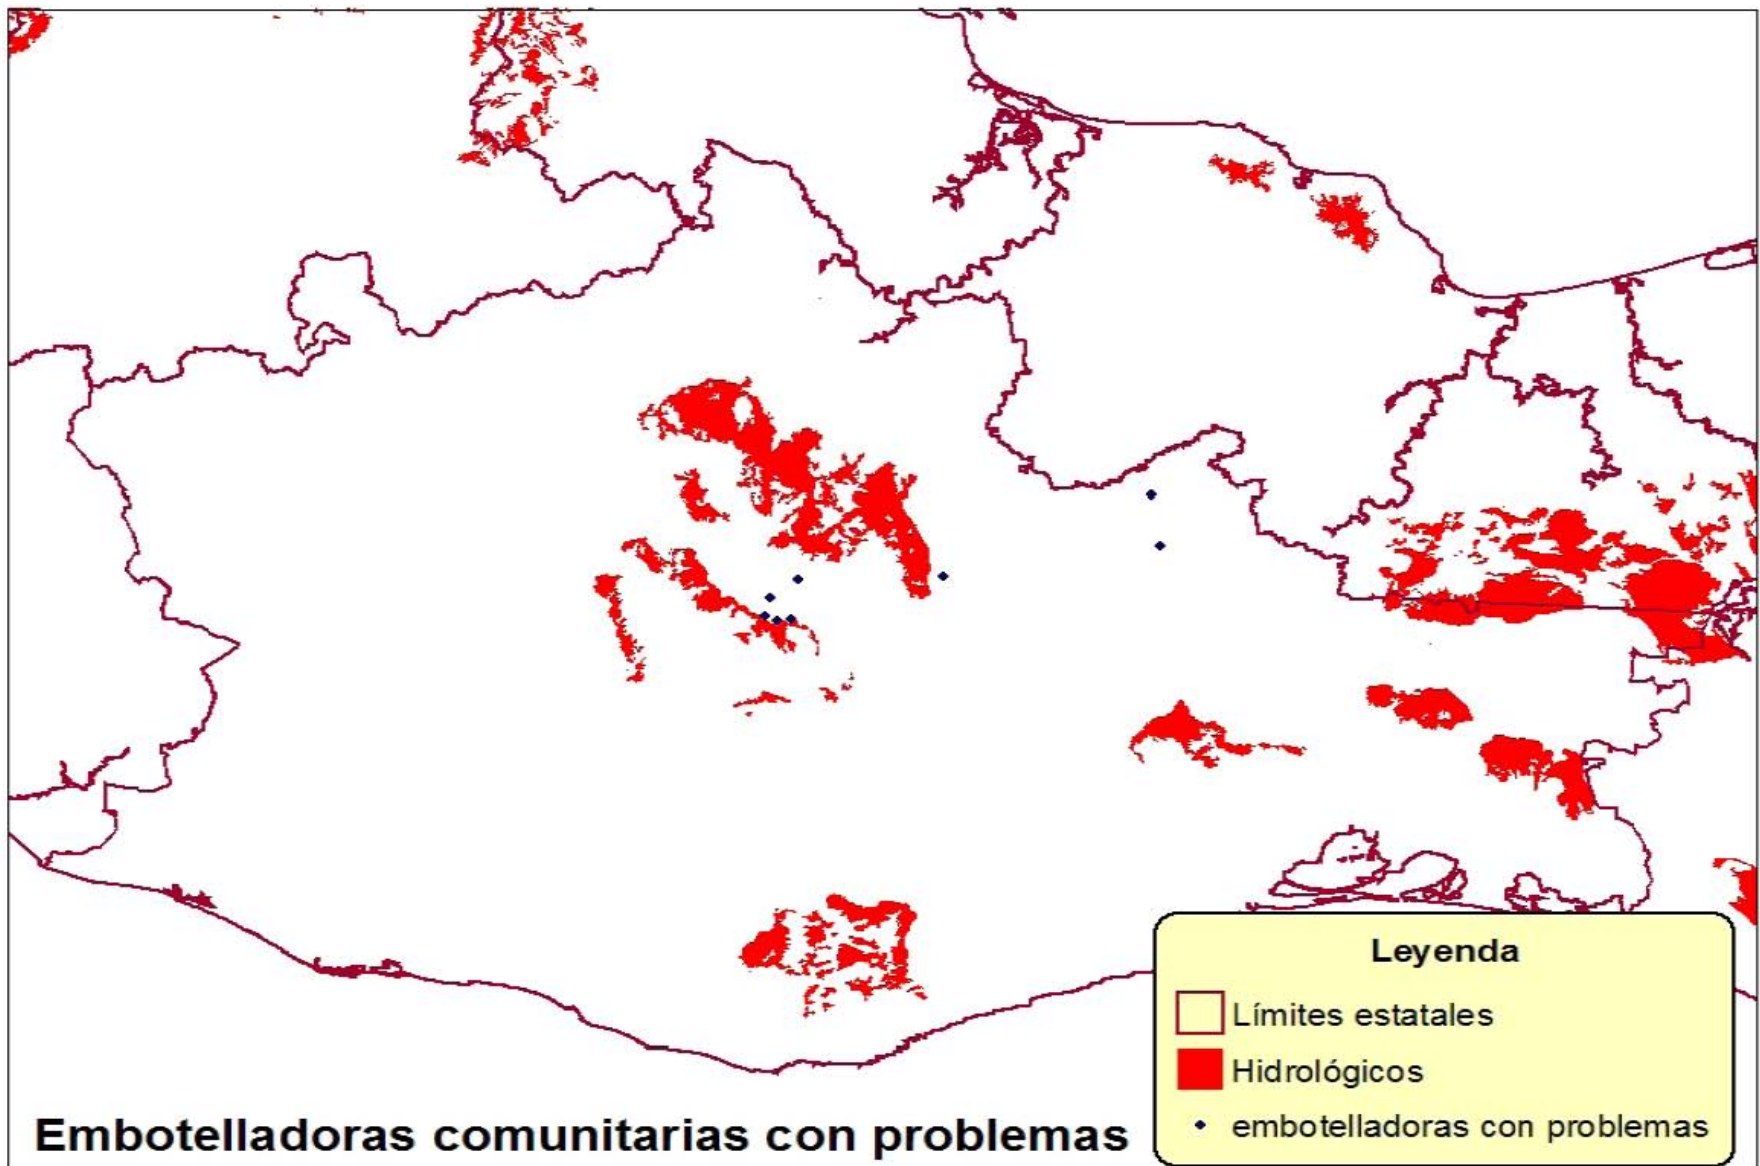 Leyenda
Límites estatales
Hidrológicos
embotelladoras con problemas
Embotelladoras comunitarias con problemas